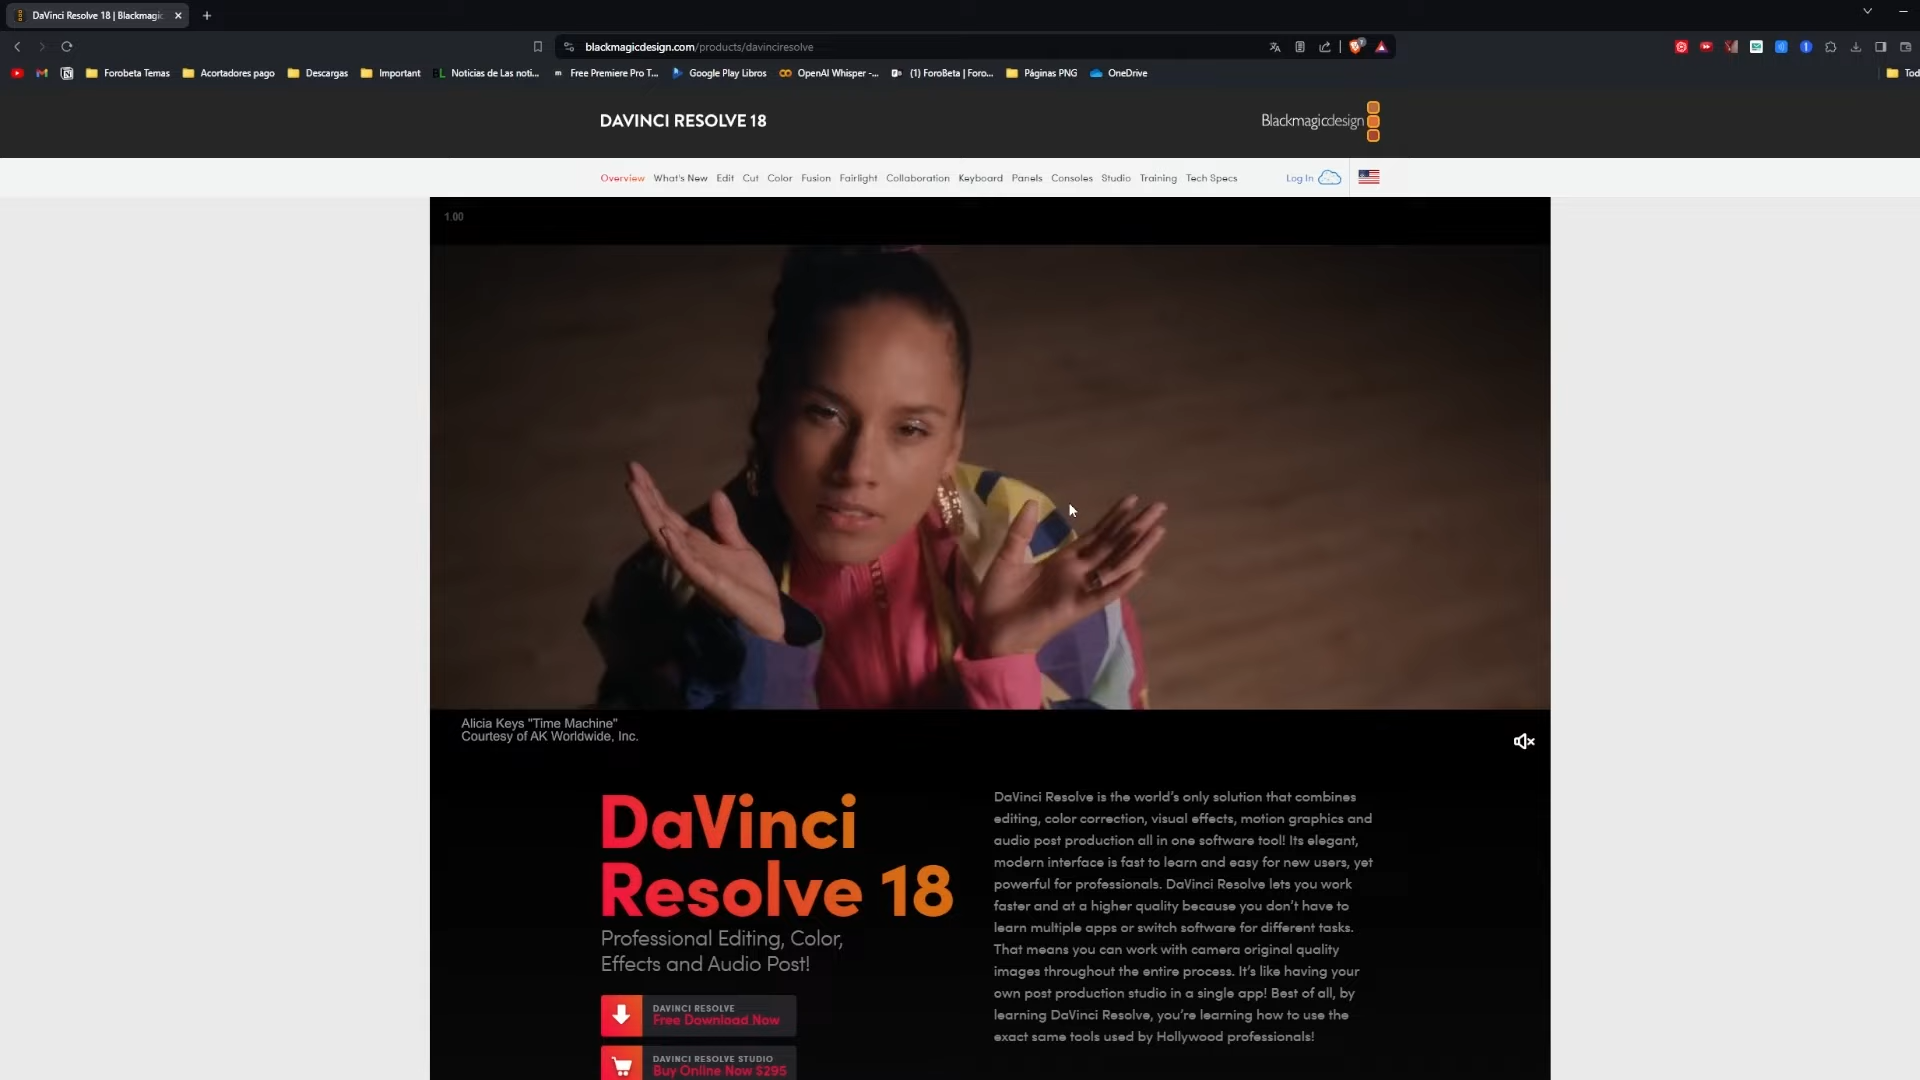 DaVinci Resolve 18 | Blackmagic
blackmagicdesign.com/products/davinciresolve
Forobeta Temas
Acortadores pago
Descargas
Important
EL
Noticias de Las noti...
Free Premiere Pro T...
Google Play Libros
OpenAI Whisper -...
(1) ForoBeta | Foro...
Páginas PNG
OneDrive
Tod
DAVINCI RESOLVE 18
Blackmagicdesign
Overview What's New Edit Cut Color Fusion Fairlight Collaboration Keyboard Panels Consoles Studio Training Tech Specs Log In
1.00
Alicia Keys "Time Machine"
Courtesy of AK Worldwide, Inc.
DaVinci
Resolve 18
Professional Editing, Color,
Effects and Audio Post!
DAVINCI RESOLVE
Free Download Now
DAVINCI RESOLVE STUDIO
Buy Online Now $295
DaVinci Resolve is the world's only solution that combines
editing, color correction, visual effects, motion graphics and
audio post production all in one software tool! Its elegant,
modern interface is fast to learn and easy for new users, yet
powerful for professionals. DaVinci Resolve lets you work
faster and at a higher quality because you don't have to
learn multiple apps or switch software for different tasks.
That means you can work with camera original quality
images throughout the entire process. It's like having your
own post production studio in a single app! Best of all, by
learning DaVinci Resolve, you're learning how to use the
exact same tools used by Hollywood professionals!